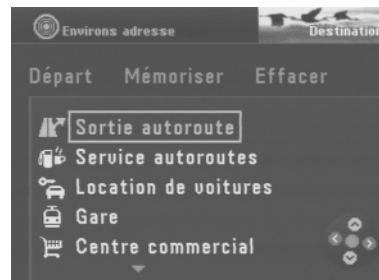 Environs adresse
Destination
Départ Mémoriser Effacer
Sortie autoroute
Service autoroutes
Location de voitures
Gare
Centre commercial